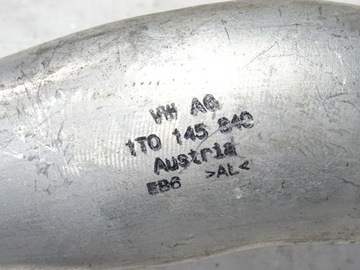 VW AG
1T0 145 840
Austria
EB6 >AL<